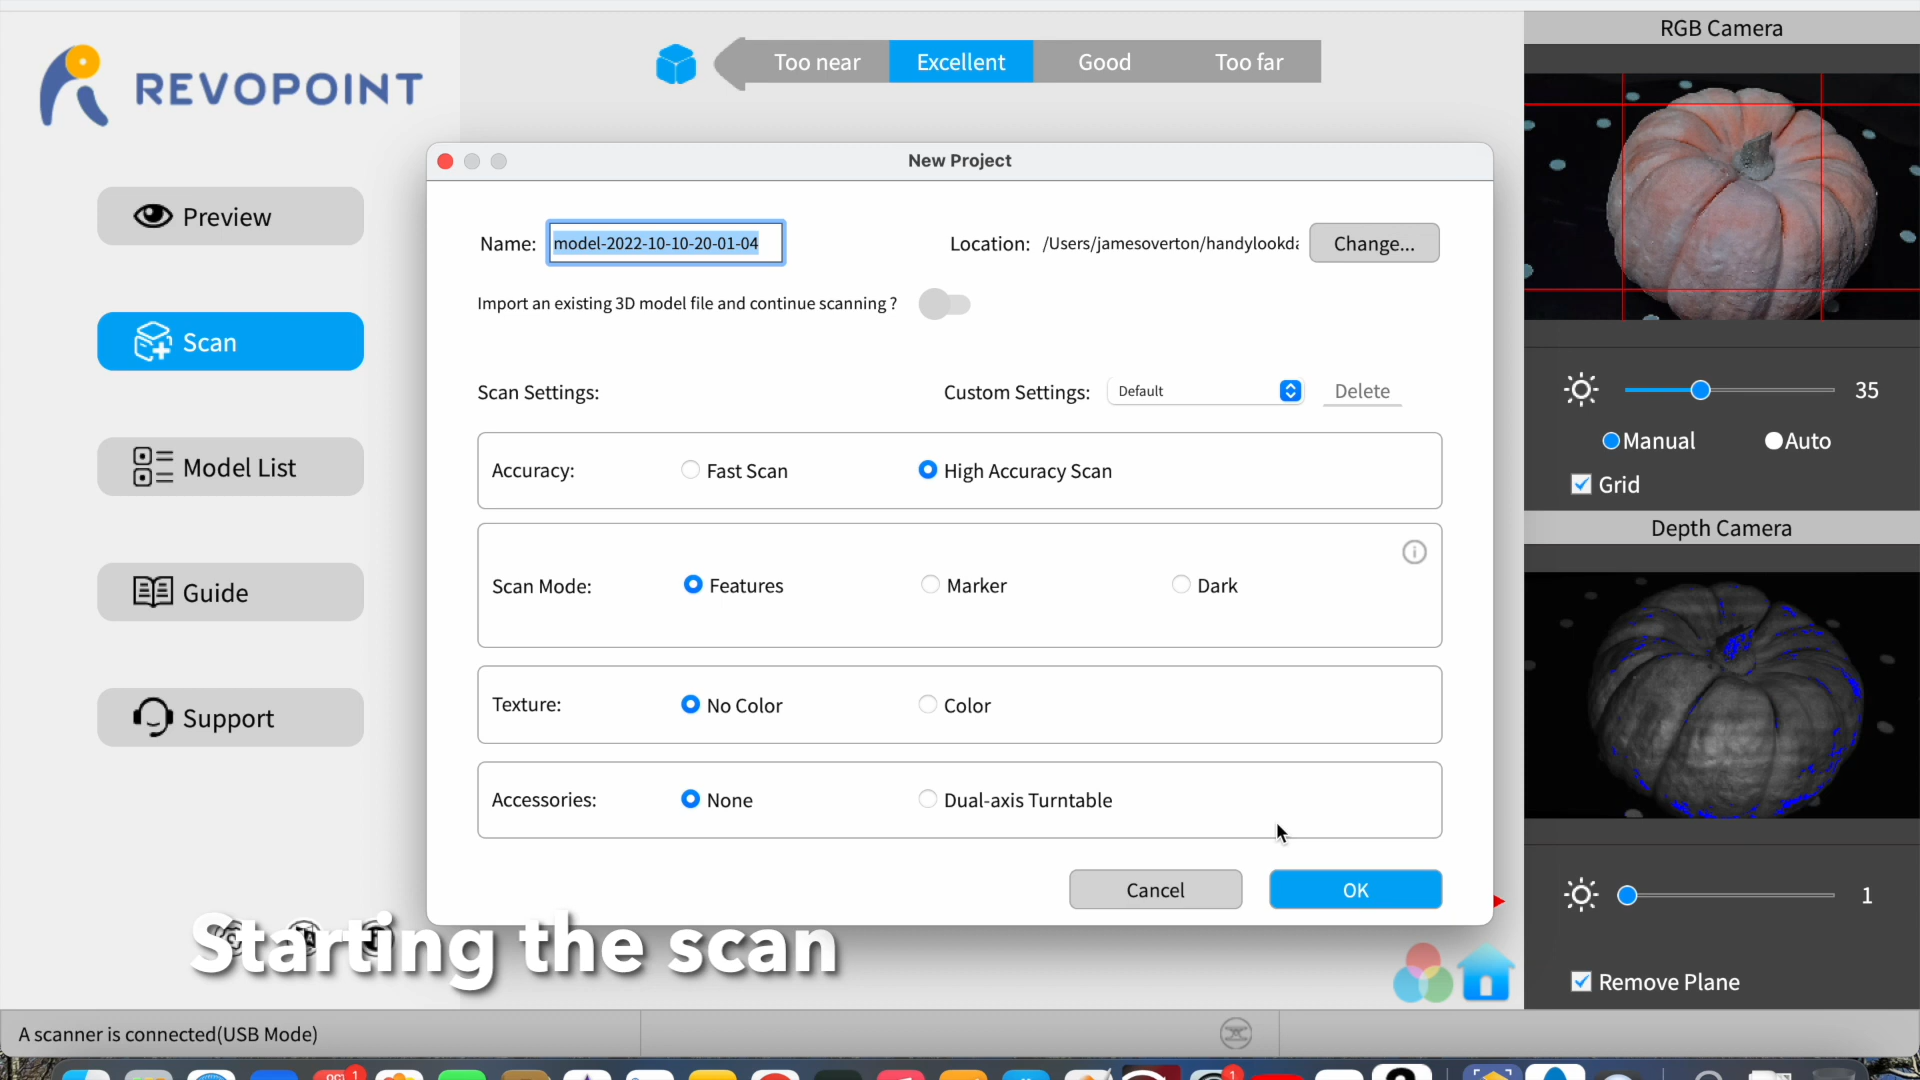 REVOPOINT
Too near
Excellent
Good
Too far
RGB Camera
New Project
Preview
Name:
model-2022-10-10-20-01-04
Location:
/Users/jamesoverton/handylookda
Change...
Import an existing 3D model file and continue scanning ?
Scan
Scan Settings:
Custom Settings:
Default
Delete
35
Manual
Auto
Model List
Accuracy:
Fast Scan
High Accuracy Scan
Grid
Depth Camera
Guide
Scan Mode:
Features
Marker
Dark
Support
Texture:
No Color
Color
Accessories:
None
Dual-axis Turntable
Cancel
OK
1
Starting the scan
Remove Plane
A scanner is connected(USB Mode)
1
1